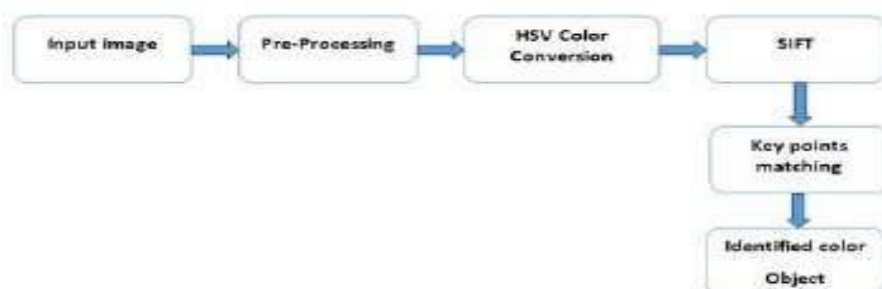 Input image
Pre-Processing
HSV Color
Conversion
SIFT
Key points
matching
Identified color
Object